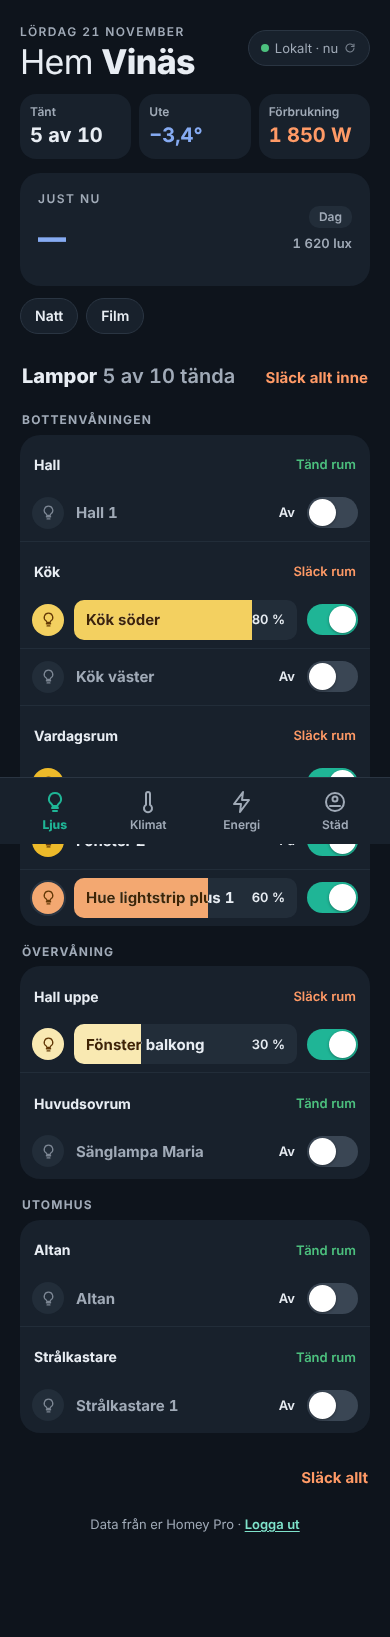 LÖRDAG 21 NOVEMBER
Hem Vinäs
Lokalt · nu
Tänt
5 av 10
Ute
−3,4°
Förbrukning
1 850 W
JUST NU
—
Dag
1 620 lux
Natt
Film
Lampor 5 av 10 tända
Släck allt inne
BOTTENVÅNINGEN
Hall
Tänd rum
Hall 1
Av
Kök
Släck rum
Kök söder
80 %
Kök väster
Av
Vardagsrum
Släck rum
Ljus
Klimat
Energi
Städ
Hue lightstrip plus 1
60 %
ÖVERVÅNING
Hall uppe
Släck rum
Fönster balkong
30 %
Huvudsovrum
Tänd rum
Sänglampa Maria
Av
UTOMHUS
Altan
Tänd rum
Altan
Av
Strålkastare
Tänd rum
Strålkastare 1
Av
Släck allt
Data från er Homey Pro · Logga ut